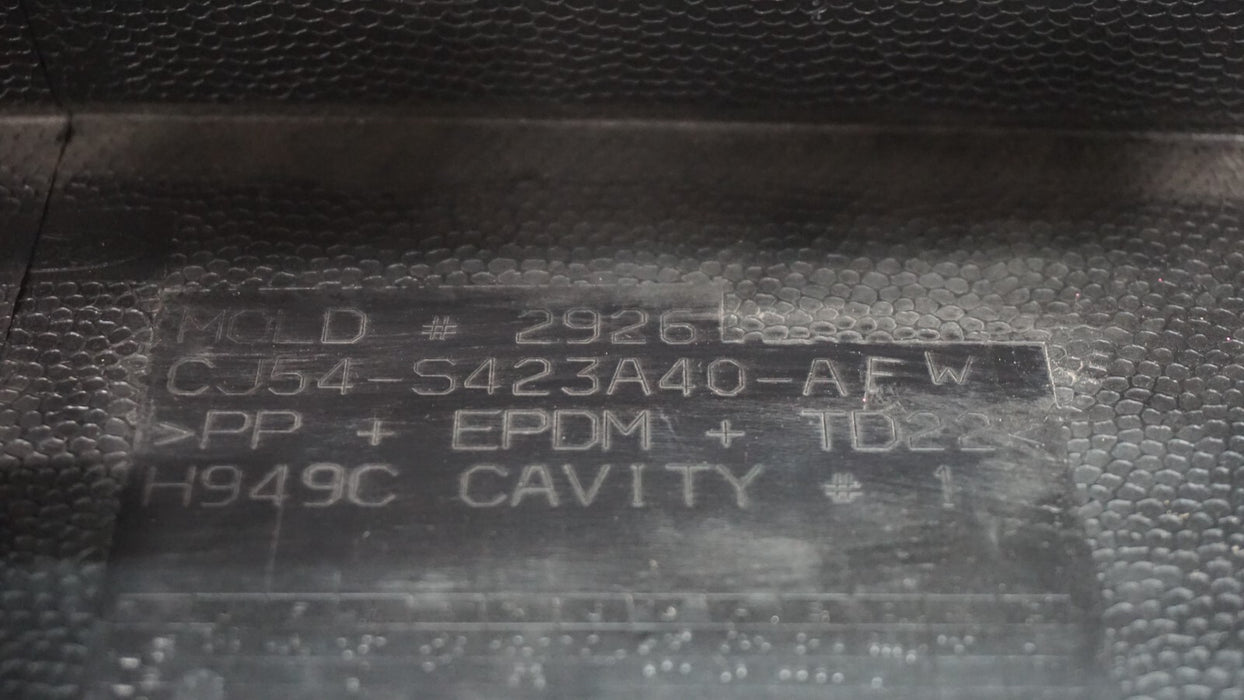 MOLD # 2926
CJ54-S423A40-AFW
>PP + EPDM + TD22<
H949C CAVITY # 1